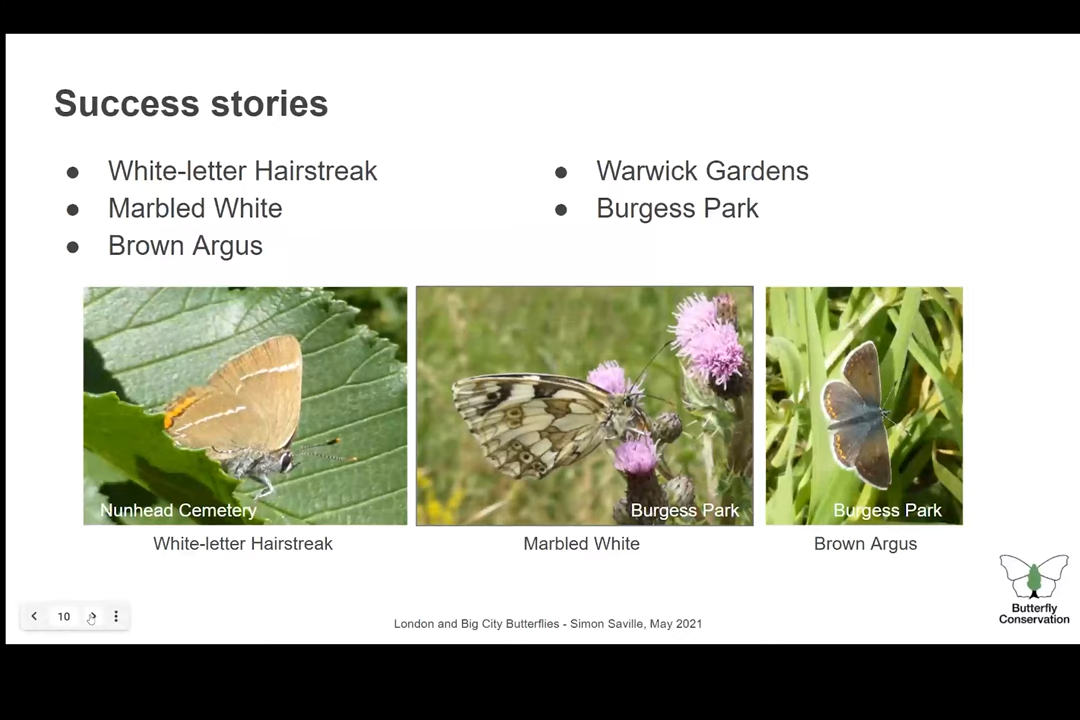 Success stories
● White-letter Hairstreak
● Marbled White
● Brown Argus
● Warwick Gardens
● Burgess Park
Nunhead Cemetery
Burgess Park
Burgess Park
White-letter Hairstreak
Marbled White
Brown Argus
Butterfly
Conservation
10
London and Big City Butterflies - Simon Saville, May 2021